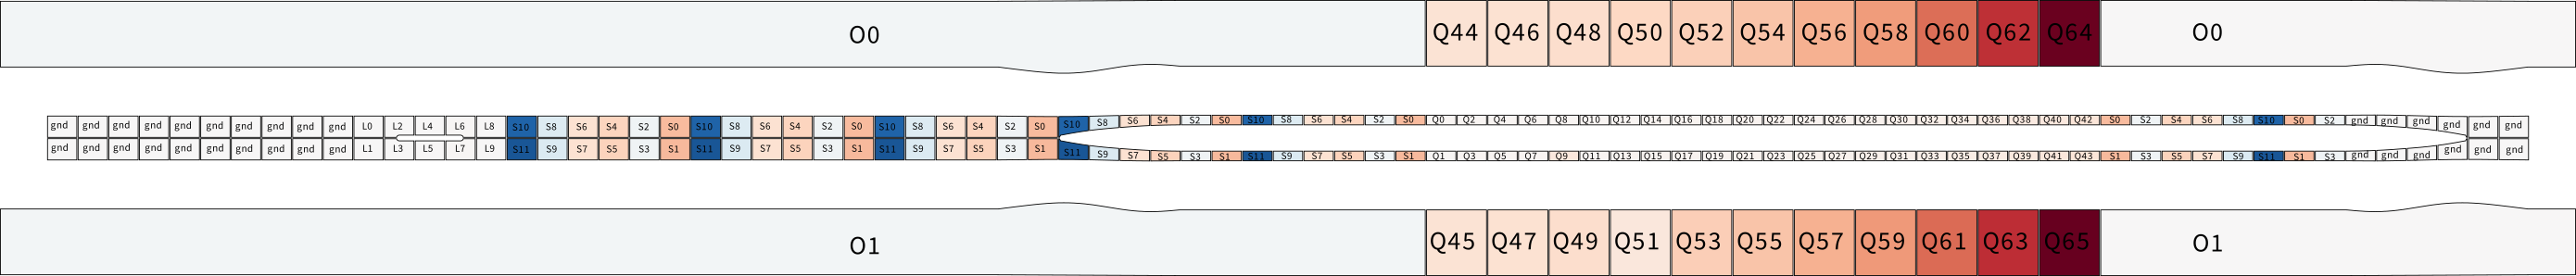 O0 Q44 Q46 Q48 Q50 Q52 Q54 Q56 Q58 Q60 Q62 Q64 O0
gnd gnd gnd gnd gnd gnd gnd gnd gnd gnd L0 L2 L4 L6 L8 S10 S8 S6 S4 S2 S0 S10 S8 S6 S4 S2 S0 S10 S8 S6 S4 S2 S0 S10 S8 S6 S4 S2 S0 S10 S8 S6 S4 S2 S0 Q0 Q2 Q4 Q6 Q8 Q10 Q12 Q14 Q16 Q18 Q20 Q22 Q24 Q26 Q28 Q30 Q32 Q34 Q36 Q38 Q40 Q42 S0 S2 S4 S6 S8 S10 S0 S2 gnd gnd gnd gnd gnd gnd
gnd gnd gnd gnd gnd gnd gnd gnd gnd gnd L1 L3 L5 L7 L9 S11 S9 S7 S5 S3 S1 S11 S9 S7 S5 S3 S1 S11 S9 S7 S5 S3 S1 S11 S9 S7 S5 S3 S1 S11 S9 S7 S5 S3 S1 Q1 Q3 Q5 Q7 Q9 Q11 Q13 Q15 Q17 Q19 Q21 Q23 Q25 Q27 Q29 Q31 Q33 Q35 Q37 Q39 Q41 Q43 S1 S3 S5 S7 S9 S11 S1 S3 gnd gnd gnd gnd gnd gnd
O1 Q45 Q47 Q49 Q51 Q53 Q55 Q57 Q59 Q61 Q63 Q65 O1